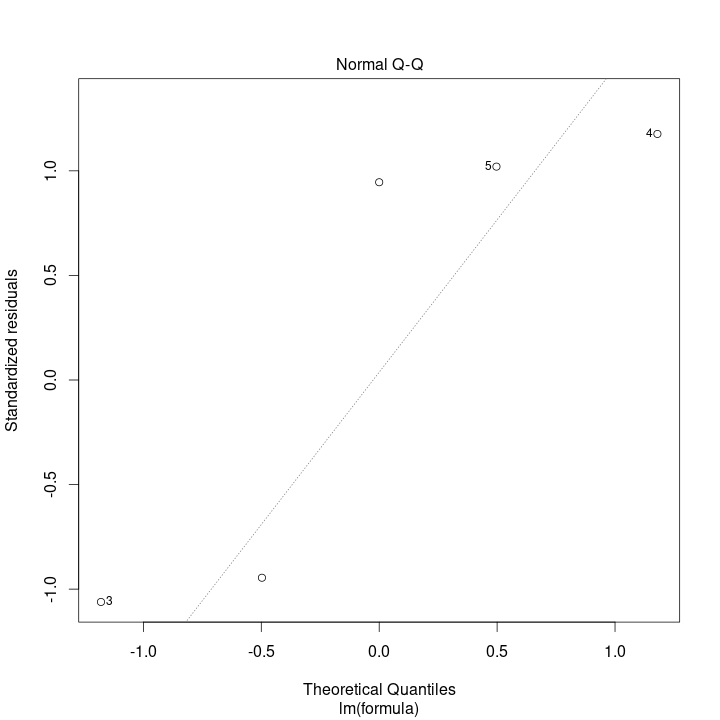 Normal Q-Q
Standardized residuals
1.0
0.5
0.0
-0.5
-1.0
4
5
3
-1.0 -0.5 0.0 0.5 1.0
Theoretical Quantiles
lm(formula)